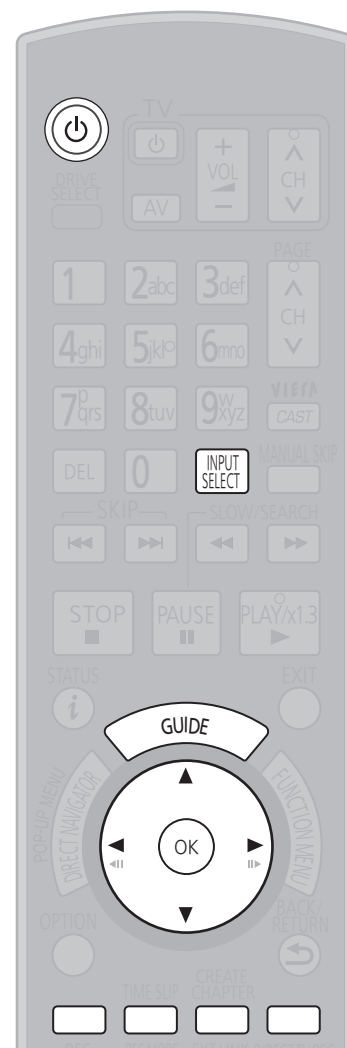 TV
DRIVE
SELECT
AV
+
VOL
−
CH
PAGE
1
2abc
3def
CH
4ghi
5jkl
6mno
7pqrs
8tuv
9wxyz
VIERA
CAST
DEL
0
INPUT
SELECT
MANUAL SKIP
SKIP
SLOW/SEARCH
STOP
PAUSE
PLAY/x1.3
STATUS
i
EXIT
GUIDE
POP-UP MENU
DIRECT NAVIGATOR
FUNCTION MENU
OK
OPTION
BACK/
RETURN
TIME SLIP
CREATE
CHAPTER